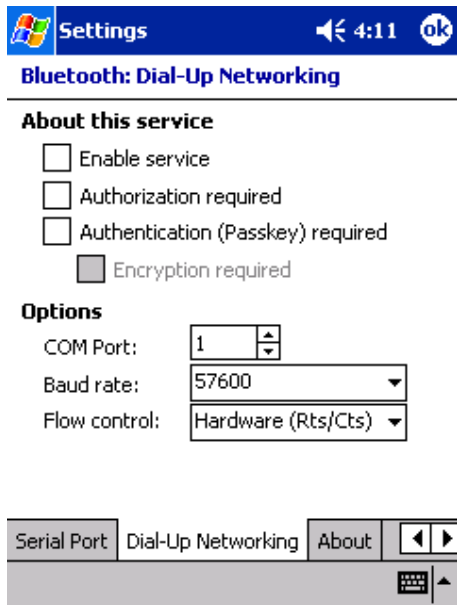 Settings 4:11 ok
Bluetooth: Dial-Up Networking
About this service
Enable service
Authorization required
Authentication (Passkey) required
Encryption required
Options
COM Port: 1
Baud rate: 57600
Flow control: Hardware (Rts/Cts)
Serial Port Dial-Up Networking About